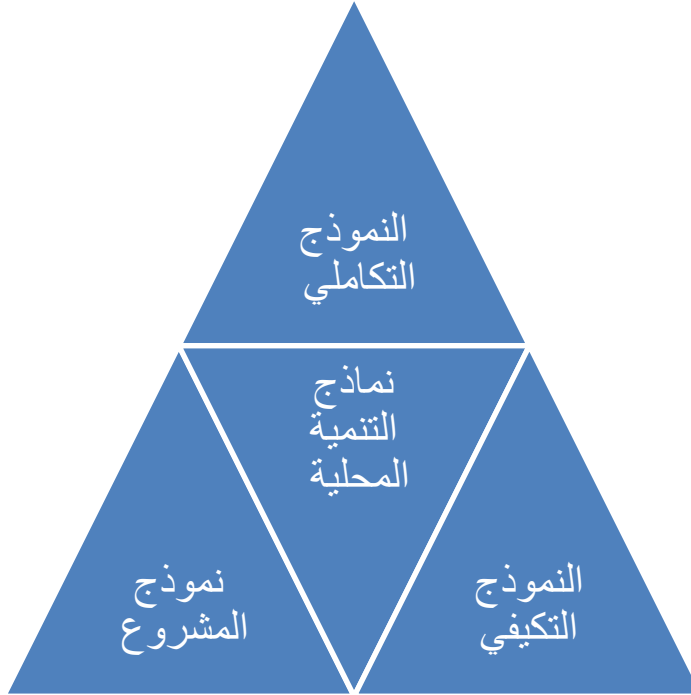 النموذج
التكاملي
نماذج
التنمية
المحلية
النموذج
التكيفي
نموذج
المشروع